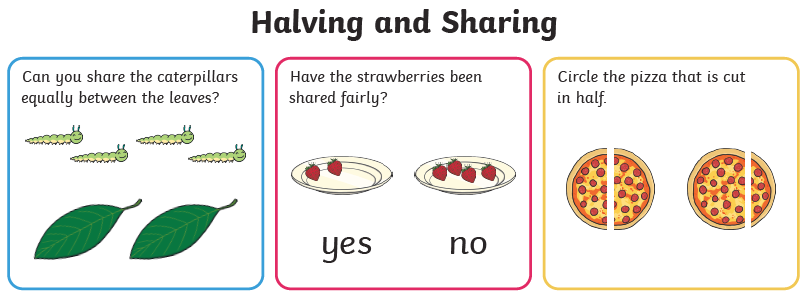 Halving and Sharing
Can you share the caterpillars
equally between the leaves?
Have the strawberries been
shared fairly?
yes no
Circle the pizza that is cut
in half.